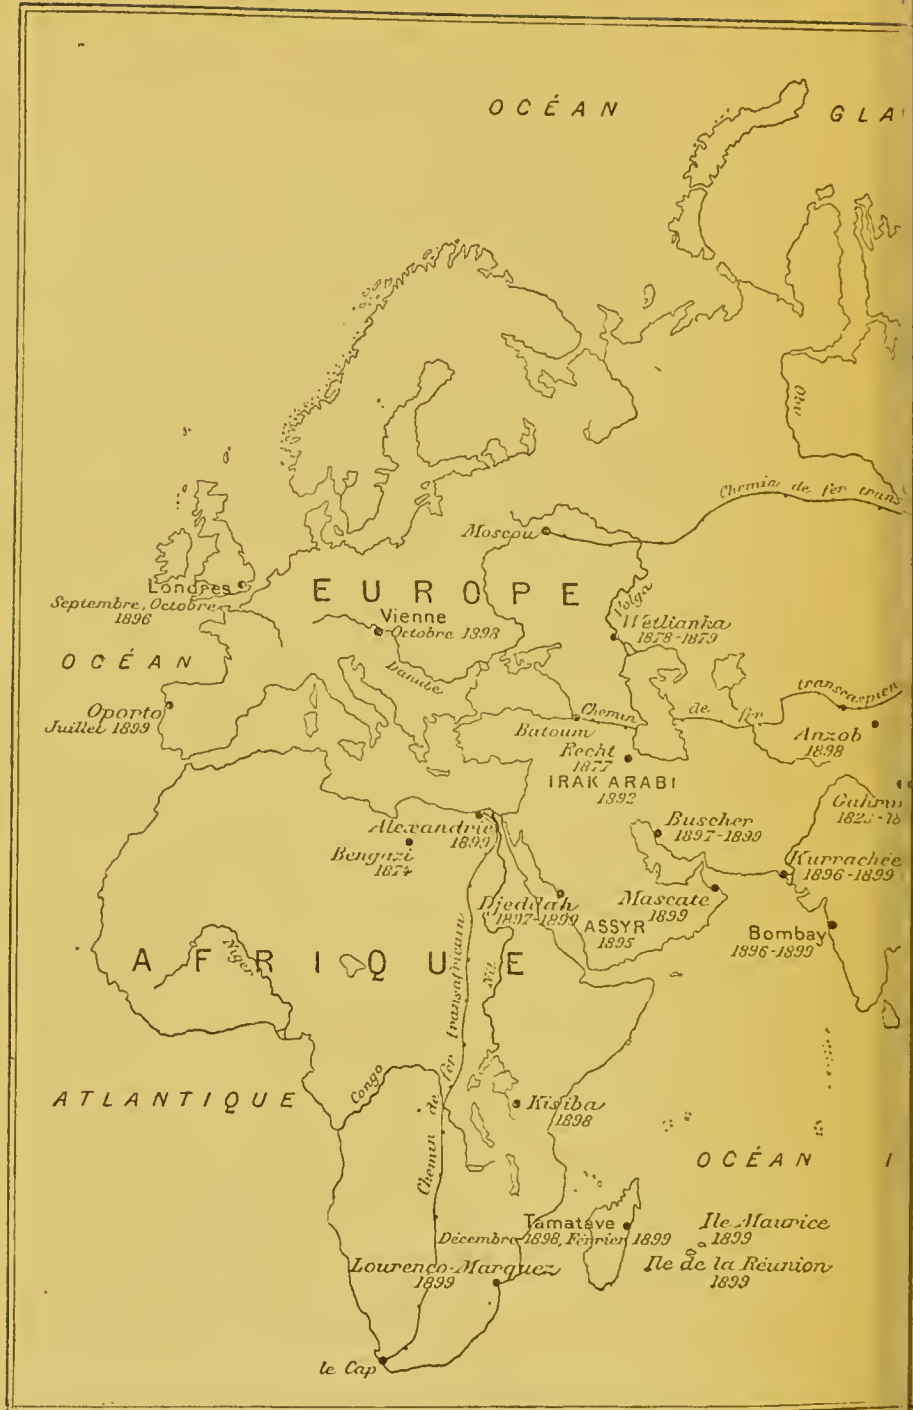 OCÉAN GLA
Obi
Chemin de fer trans
Moscou
Londres
Septembre, Octobre
1896
EUROPE
Volga
Vienne
Octobre 1898
Wetlianka
1878-1879
OCÉAN
Danube
transcaspien
Oporto
Juillet 1899
Chemin de fer
Batoum
Anzob
1898
Recht
1877
IRAK ARABI
1892
Buscher
1897-1899
Alexandrie
1899
Bengazi
1874
Kurrachée
1896-1899
Djeddah
1897-1899
Mascate
1899
ASSYR
1895
Bombay
1896-1899
AFRIQUE
Niger
Nil
Chemin de fer transafricain
Congo
ATLANTIQUE
Kisiba
1898
OCÉAN I
Tamatave
Décembre 1898, Février 1899
Ile Maurice
1899
Lourenço-Marquez
1899
Ile de la Réunion
1899
le Cap